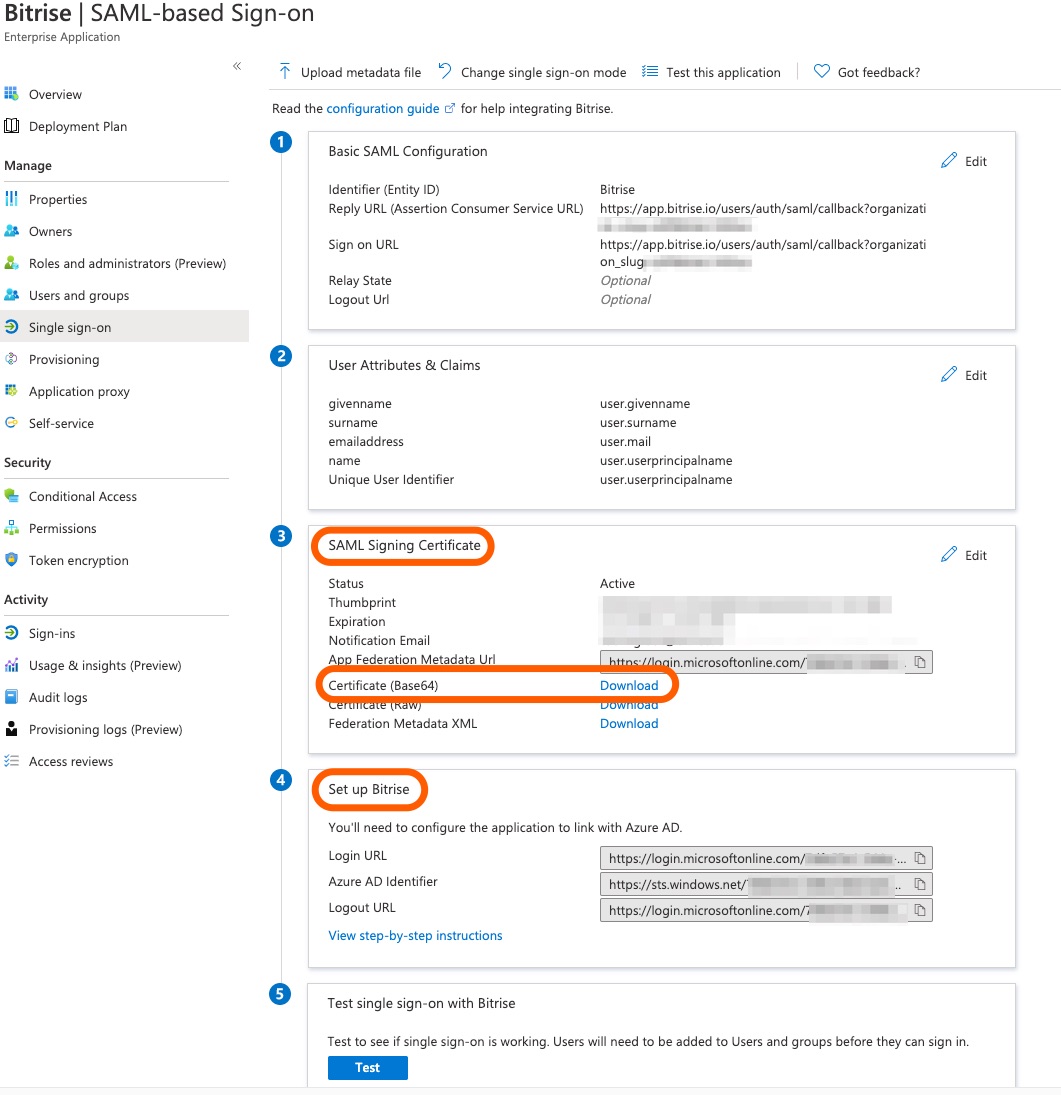 Bitrise | SAML-based Sign-on
Enterprise Application
«
Overview
Deployment Plan
Manage
Properties
Owners
Roles and administrators (Preview)
Users and groups
Single sign-on
Provisioning
Application proxy
Self-service
Security
Conditional Access
Permissions
Token encryption
Activity
Sign-ins
Usage & insights (Preview)
Audit logs
Provisioning logs (Preview)
Access reviews
Upload metadata file Change single sign-on mode Test this application Got feedback?
Read the configuration guide for help integrating Bitrise.
1
Basic SAML Configuration
Edit
Identifier (Entity ID) Bitrise
Reply URL (Assertion Consumer Service URL) https://app.bitrise.io/users/auth/saml/callback?organizati
Sign on URL https://app.bitrise.io/users/auth/saml/callback?organizati
on_slug
Relay State Optional
Logout Url Optional
2
User Attributes & Claims
Edit
givenname user.givenname
surname user.surname
emailaddress user.mail
name user.userprincipalname
Unique User Identifier user.userprincipalname
3
SAML Signing Certificate
Edit
Status Active
Thumbprint
Expiration
Notification Email
App Federation Metadata Url https://login.microsoftonline.com/
Certificate (Base64) Download
Certificate (Raw) Download
Federation Metadata XML Download
4
Set up Bitrise
You'll need to configure the application to link with Azure AD.
Login URL https://login.microsoftonline.com/ ...
Azure AD Identifier https://sts.windows.net/ ..
Logout URL https://login.microsoftonline.com/7
View step-by-step instructions
5
Test single sign-on with Bitrise
Test to see if single sign-on is working. Users will need to be added to Users and groups before they can sign in.
Test